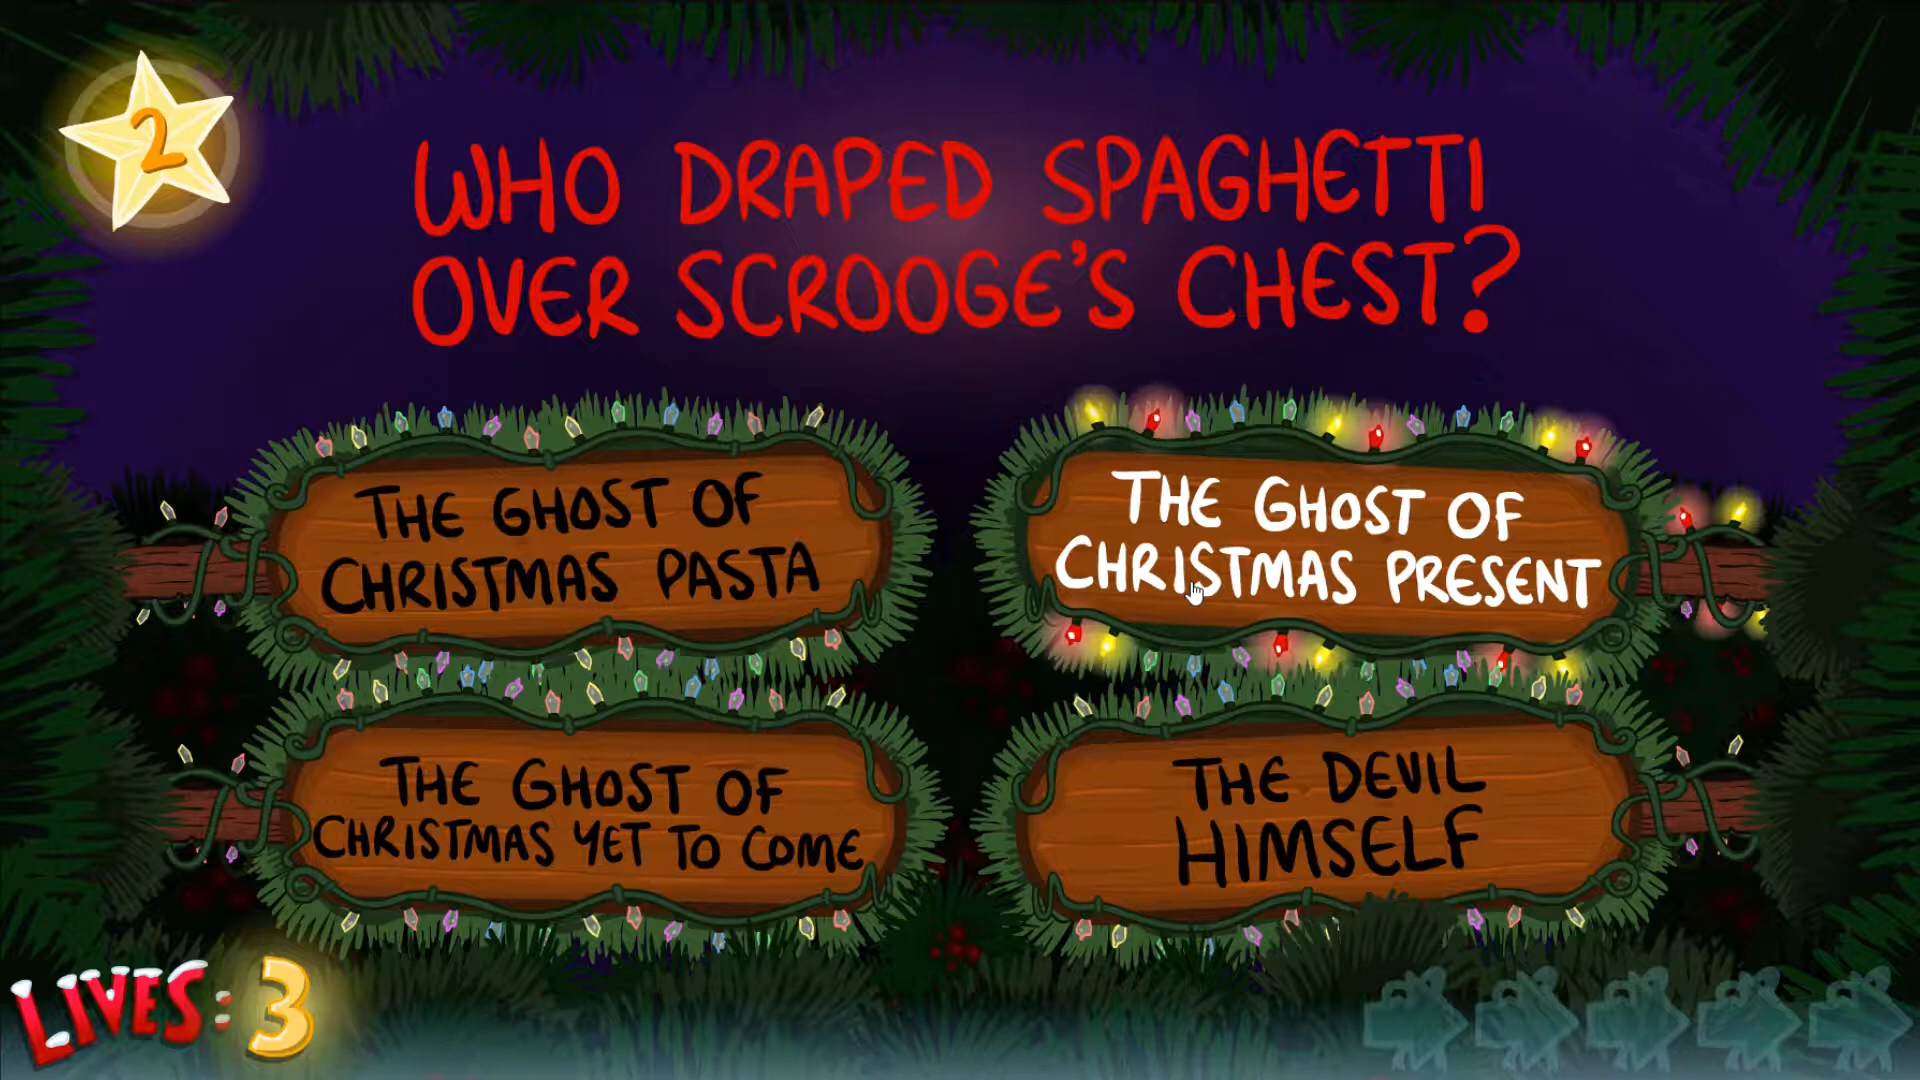 2
WHO DRAPED SPAGHETTI
OVER SCROOGE'S CHEST?
THE GHOST OF
CHRISTMAS PASTA
THE GHOST OF
CHRISTMAS PRESENT
THE GHOST OF
CHRISTMAS YET TO COME
THE DEVIL
HIMSELF
LIVES: 3